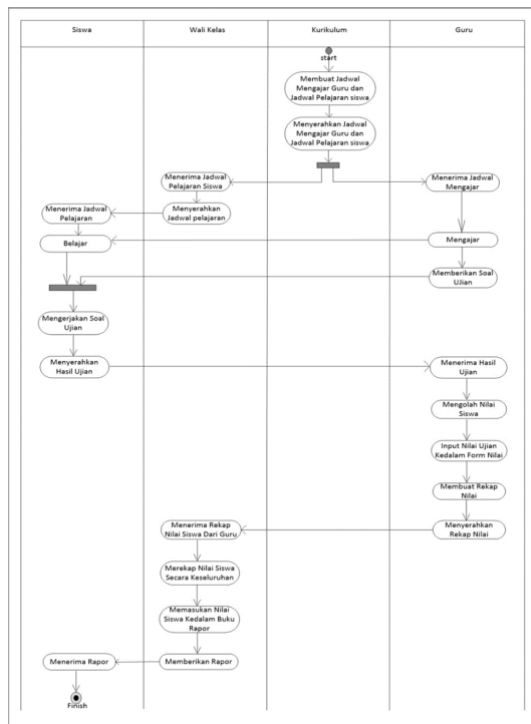 Siswa
Wali Kelas
Kurikulum
Guru
start
Membuat Jadwal
Mengajar Guru dan
Jadwal Pelajaran siswa
Menyerahkan Jadwal
Mengajar Guru dan
Jadwal Pelajaran siswa
Menerima Jadwal
Pelajaran Siswa
Menerima Jadwal
Mengajar
Menerima Jadwal
Pelajaran
Menyerahkan
Jadwal pelajaran
Belajar
Mengajar
Memberikan Soal
UJian
Mengerjakan Soal
Ujian
Menyerahkan
Hasil Ujian
Menerima Hasil
Ujian
Mengolah Nilai
Siswa
Input Nilai Ujian
Kedalam Form Nilai
Membuat Rekap
Nilai
Menerima Rekap
Nilai Siswa Dari Guru
Menyerahkan
Rekap Nilai
Merekap Nilai Siswa
Secara Keseluruhan
Memasukan Nilai
Siswa Kedalam Buku
Rapor
Menerima Rapor
Memberikan Rapor
Finish